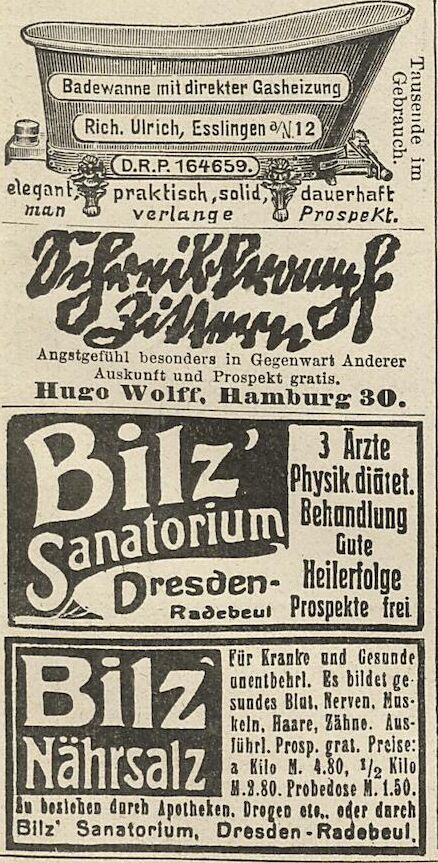 Badewanne mit direkter Gasheizung
Rich. Ulrich, Esslingen a/N. 12
D.R.P. 164659.
Tausende im
Gebrauch.
elegant, praktisch, solid, dauerhaft
man verlange Prospekt.
Schreibkrampf
Zittern
Angstgefühl besonders in Gegenwart Anderer
Auskunft und Prospekt gratis.
Hugo Wolff, Hamburg 30.
Bilz'
Sanatorium
Dresden-
Radebeul
3 Ärzte
Physik. diätet.
Behandlung
Gute
Heilerfolge
Prospekte frei
Bilz'
Nährsalz
Für Kranke und Gesunde
unentbehrl. Es bildet ge-
sundes Blut, Nerven, Mus-
keln, Haare, Zähne. Aus-
führl. Prosp. grat. Preise:
a Kilo M. 4.80, 1/2 Kilo
M. 2.80. Probedose M. 1.50.
Zu beziehen durch Apotheken, Drogen etc., oder durch
Bilz' Sanatorium, Dresden-Radebeul.